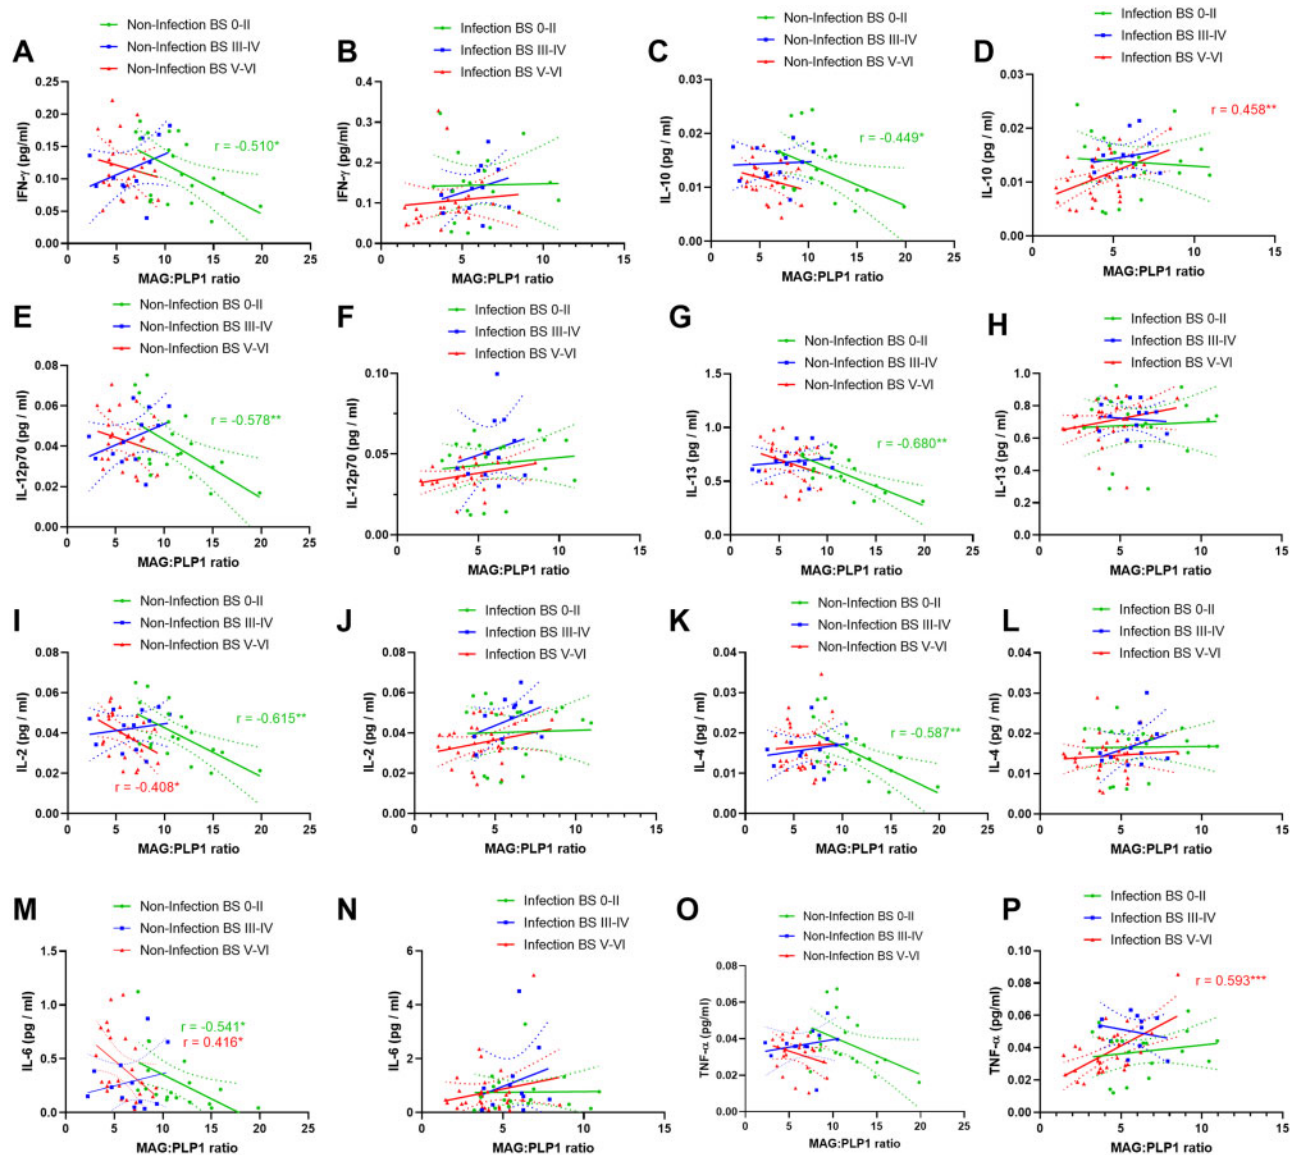 A
Non-Infection BS 0-II
Non-Infection BS III-IV
Non-Infection BS V-VI
IFN-γ (pg/ml)
0.25
0.20
0.15
0.10
0.05
0.00
r = -0.510*
0 5 10 15 20 25
MAG:PLP1 ratio
B
Infection BS 0-II
Infection BS III-IV
Infection BS V-VI
IFN-γ (pg/ml)
0.4
0.3
0.2
0.1
0.0
0 5 10 15
MAG:PLP1 ratio
C
Non-Infection BS 0-II
Non-Infection BS III-IV
Non-Infection BS V-VI
IL-10 (pg / ml)
0.03
0.02
0.01
0.00
r = -0.449*
0 5 10 15 20 25
MAG:PLP1 ratio
D
Infection BS 0-II
Infection BS III-IV
Infection BS V-VI
IL-10 (pg / ml)
0.03
0.02
0.01
0.00
r = 0.458**
0 5 10 15
MAG:PLP1 ratio
E
Non-Infection BS 0-II
Non-Infection BS III-IV
Non-Infection BS V-VI
IL-12p70 (pg / ml)
0.08
0.06
0.04
0.02
0.00
r = -0.578**
0 5 10 15 20 25
MAG:PLP1 ratio
F
Infection BS 0-II
Infection BS III-IV
Infection BS V-VI
IL-12p70 (pg / ml)
0.10
0.05
0.00
0 5 10 15
MAG:PLP1 ratio
G
Non-Infection BS 0-II
Non-Infection BS III-IV
Non-Infection BS V-VI
IL-13 (pg / ml)
1.5
1.0
0.5
0.0
r = -0.680**
0 5 10 15 20 25
MAG:PLP1 ratio
H
Infection BS 0-II
Infection BS III-IV
Infection BS V-VI
IL-13 (pg / ml)
1.0
0.8
0.6
0.4
0.2
0.0
0 5 10 15
MAG:PLP1 ratio
I
Non-Infection BS 0-II
Non-Infection BS III-IV
Non-Infection BS V-VI
IL-2 (pg / ml)
0.08
0.06
0.04
0.02
0.00
r = -0.615**
r = -0.408*
0 5 10 15 20 25
MAG:PLP1 ratio
J
Infection BS 0-II
Infection BS III-IV
Infection BS V-VI
IL-2 (pg / ml)
0.08
0.06
0.04
0.02
0.00
0 5 10 15
MAG:PLP1 ratio
K
Non-Infection BS 0-II
Non-Infection BS III-IV
Non-Infection BS V-VI
IL-4 (pg / ml)
0.04
0.03
0.02
0.01
0.00
r = -0.587**
0 5 10 15 20 25
MAG:PLP1 ratio
L
Infection BS 0-II
Infection BS III-IV
Infection BS V-VI
IL-4 (pg / ml)
0.04
0.03
0.02
0.01
0.00
0 5 10 15
MAG:PLP1 ratio
M
Non-Infection BS 0-II
Non-Infection BS III-IV
Non-Infection BS V-VI
IL-6 (pg / ml)
1.5
1.0
0.5
0.0
r = -0.541*
r = 0.416*
0 5 10 15 20 25
MAG:PLP1 ratio
N
Infection BS 0-II
Infection BS III-IV
Infection BS V-VI
IL-6 (pg / ml)
6
4
2
0
0 5 10 15
MAG:PLP1 ratio
O
Non-Infection BS 0-II
Non-Infection BS III-IV
Non-Infection BS V-VI
TNF-α (pg/ml)
0.08
0.06
0.04
0.02
0.00
0 5 10 15 20 25
MAG:PLP1 ratio
P
Infection BS 0-II
Infection BS III-IV
Infection BS V-VI
TNF-α (pg/ml)
0.10
0.08
0.06
0.04
0.02
0.00
r = 0.593***
0 5 10 15
MAG:PLP1 ratio